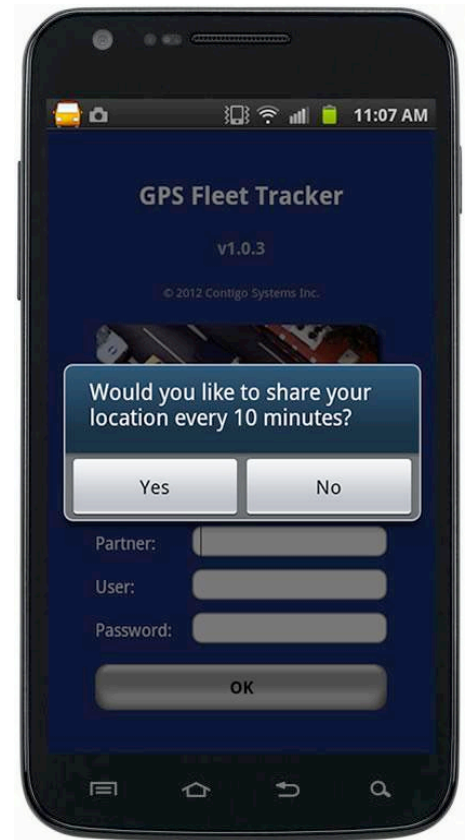 11:07 AM
GPS Fleet Tracker
v1.0.3
© 2012 Contigo Systems Inc.
Would you like to share your
location every 10 minutes?
Yes
No
Partner:
User:
Password:
OK